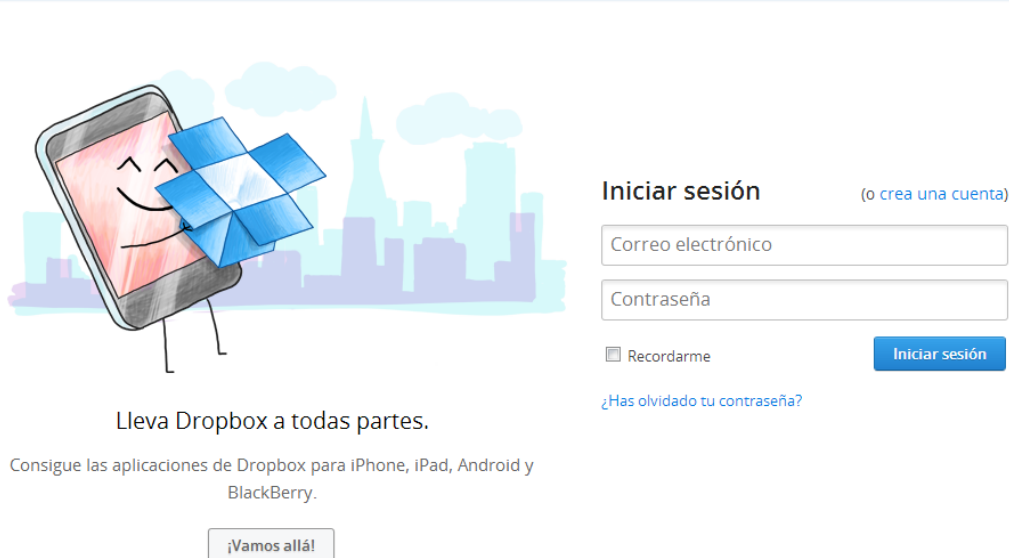 Iniciar sesión
(o crea una cuenta)
Correo electrónico
Contraseña
Recordarme
Iniciar sesión
¿Has olvidado tu contraseña?
Lleva Dropbox a todas partes.
Consigue las aplicaciones de Dropbox para iPhone, iPad, Android y
BlackBerry.
¡Vamos allá!